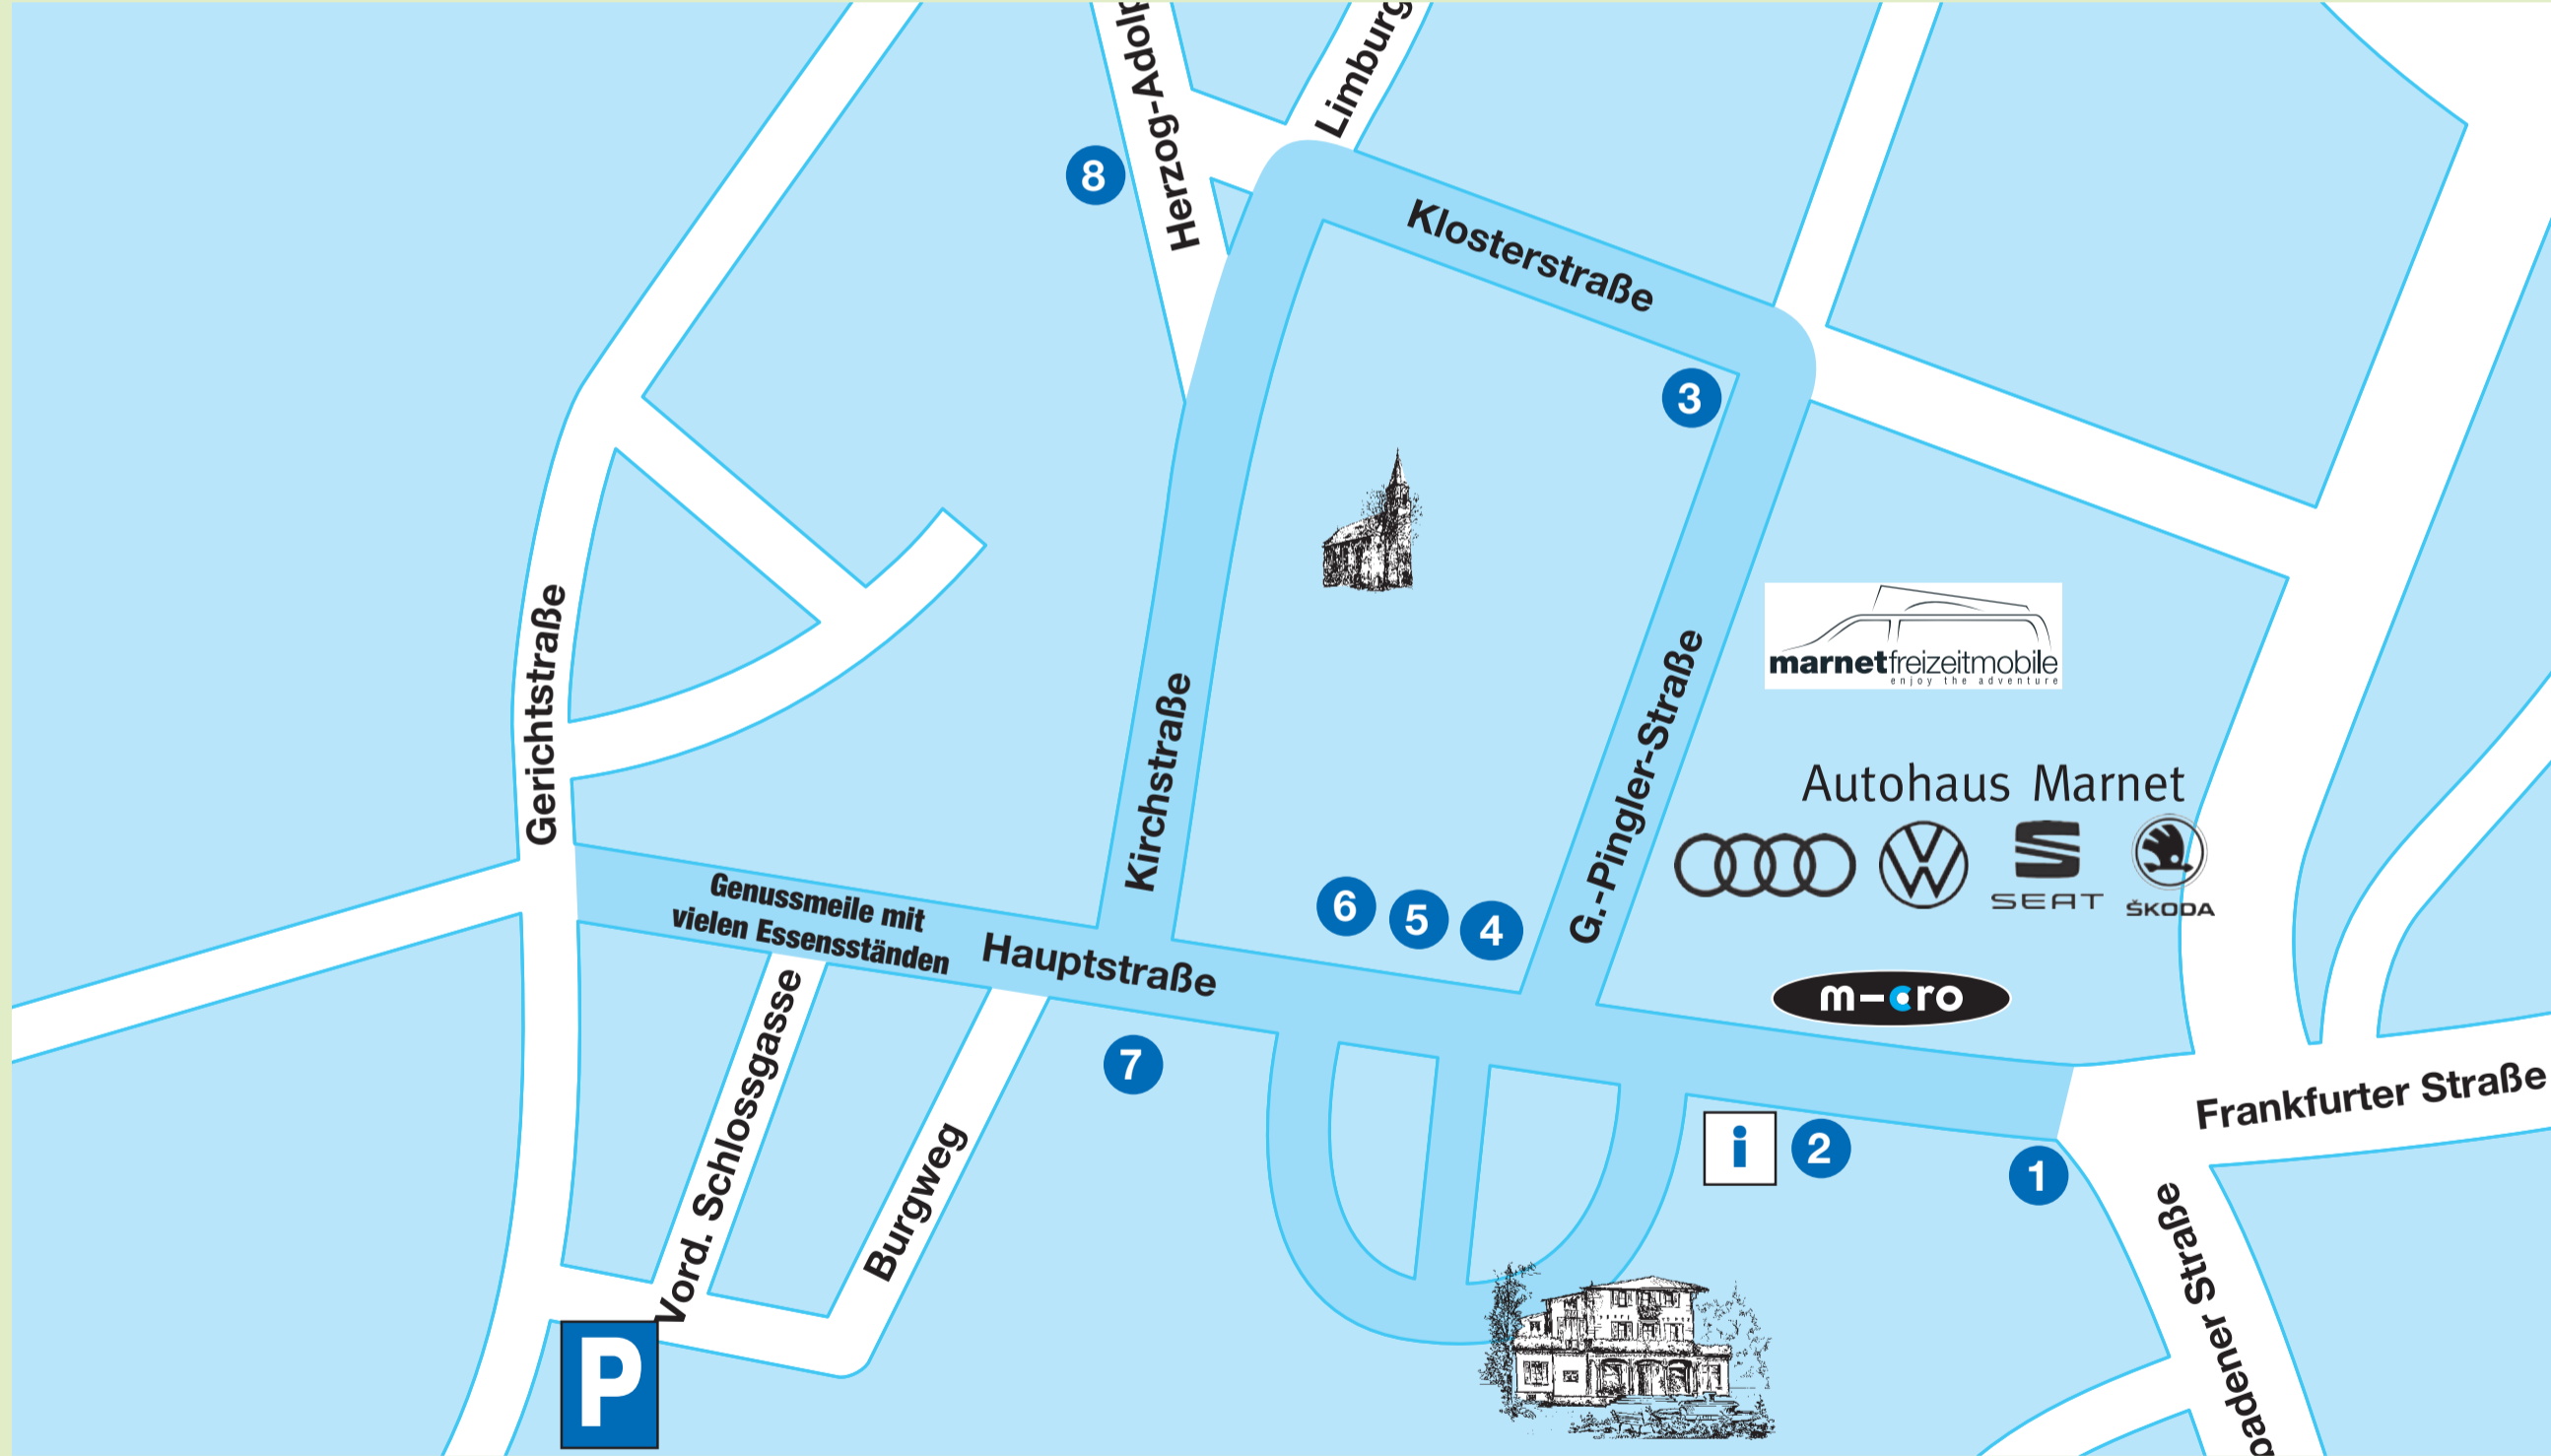 Herzog-Adolp
Limburg
8
Klosterstraße
3
Gerichtstraße
Kirchstraße
G.-Pingler-Straße
marnetfreizeitmobile
enjoy the adventure
Autohaus Marnet
SEAT
ŠKODA
Genussmeile mit
vielen Essensständen
Hauptstraße
6 5 4
m-cro
7
Vord. Schlossgasse
Burgweg
i
2
1
Frankfurter Straße
badener Straße
P